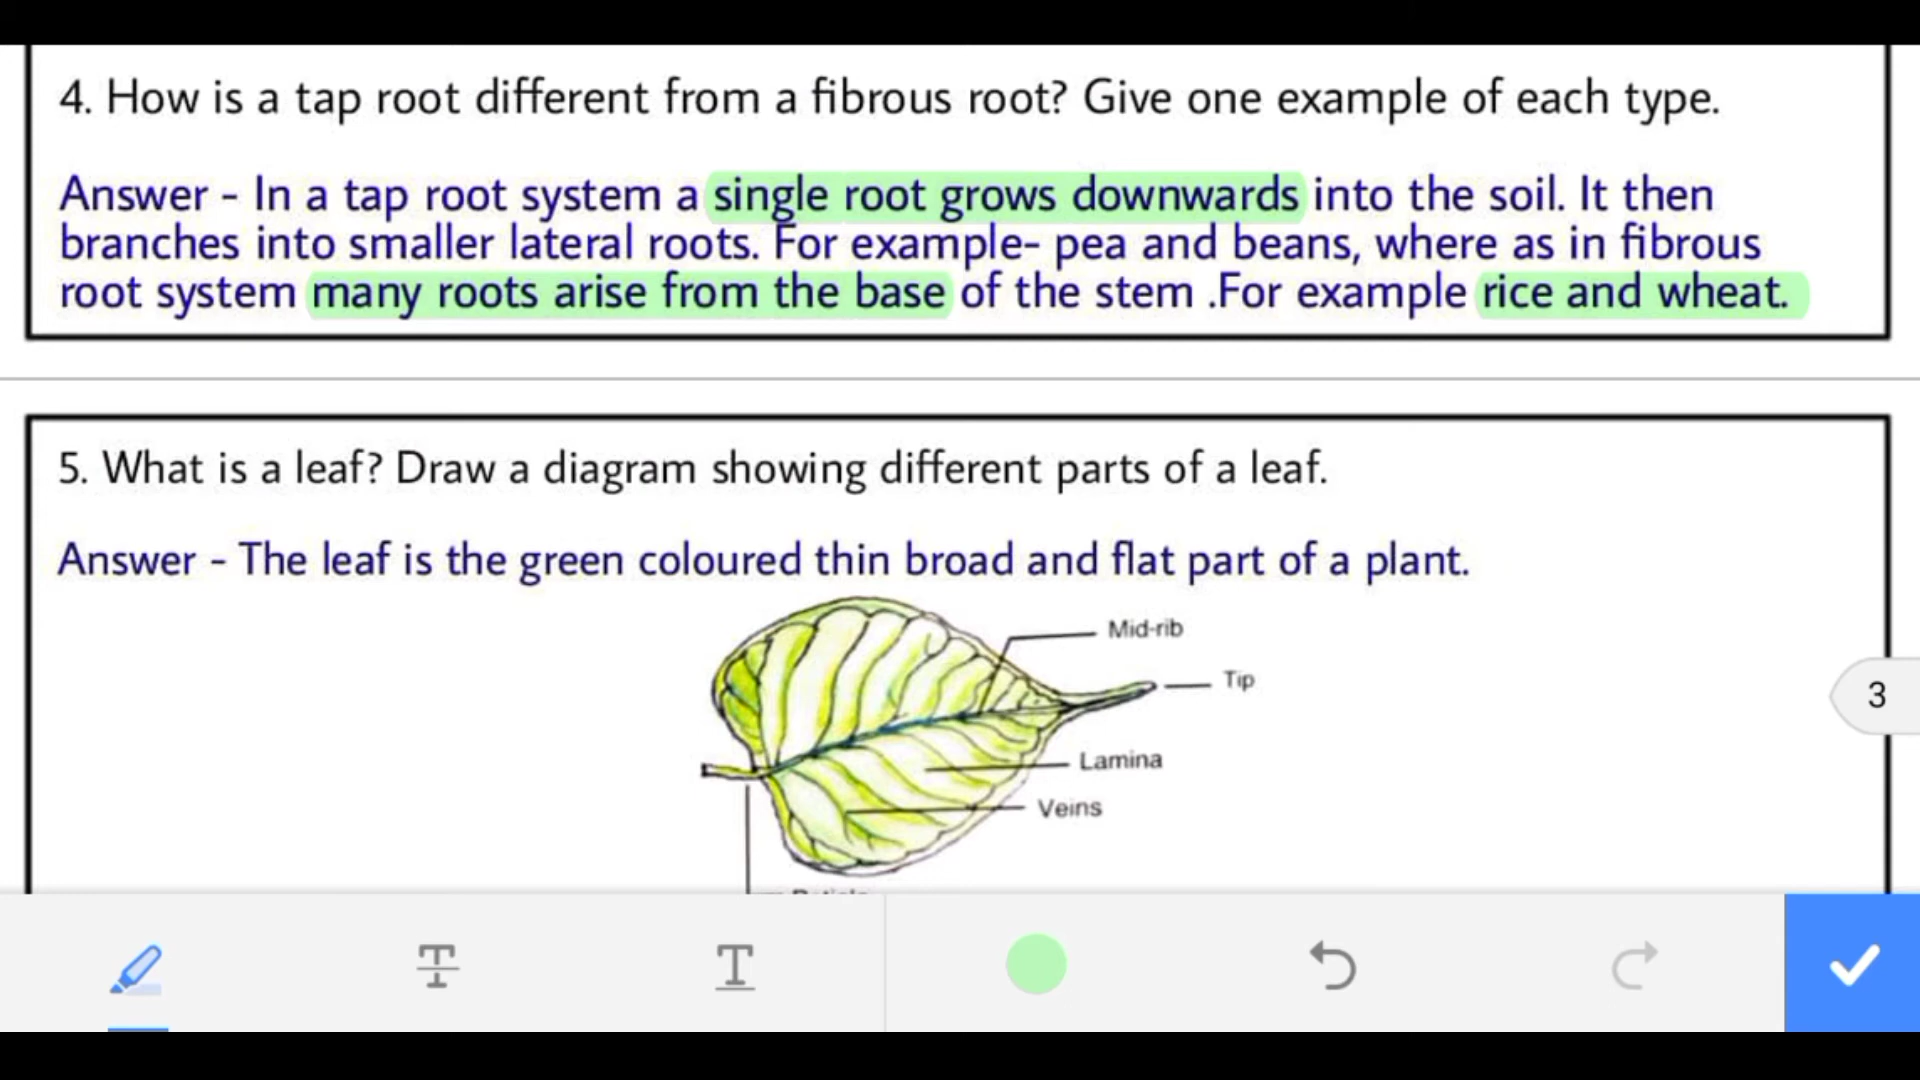 4. How is a tap root different from a fibrous root? Give one example of each type.
Answer - In a tap root system a single root grows downwards into the soil. It then
branches into smaller lateral roots. For example- pea and beans, where as in fibrous
root system many roots arise from the base of the stem .For example rice and wheat.
5. What is a leaf? Draw a diagram showing different parts of a leaf.
Answer - The leaf is the green coloured thin broad and flat part of a plant.
Mid-rib
Tip
3
Lamina
Veins